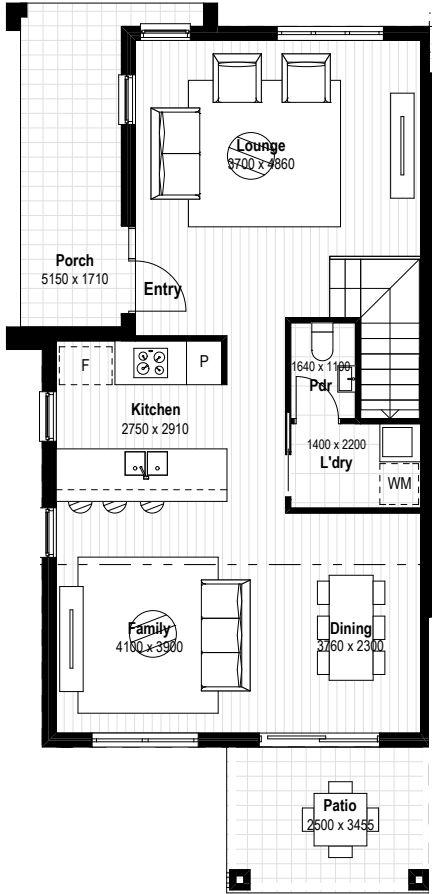 Lounge
3700 x 4860
Porch
5150 x 1710
Entry
F
P
Kitchen
2750 x 2910
1640 x 1100
Pdr
1400 x 2200
L'dry
WM
Family
4100 x 3900
Dining
3760 x 2300
Patio
2500 x 3455